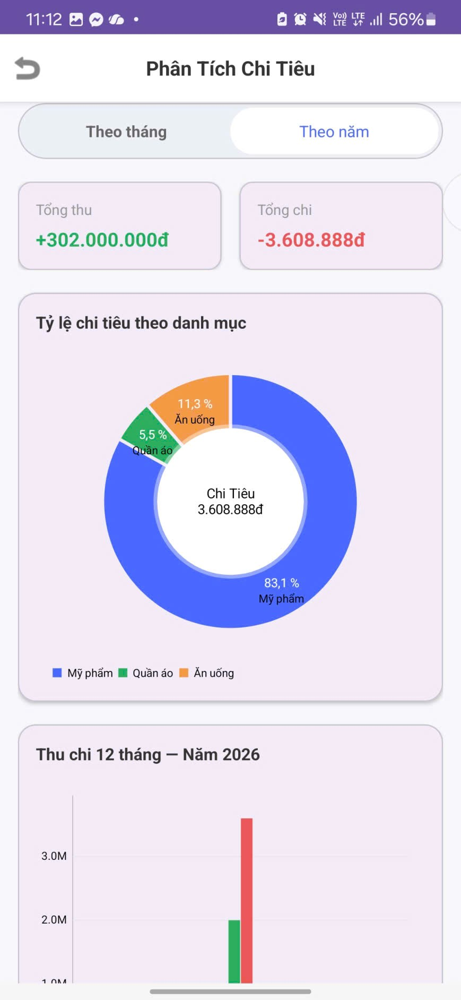 11:12
Vo)) LTE LTE 56%
Phân Tích Chi Tiêu
Theo tháng Theo năm
Tổng thu Tổng chi
+302.000.000đ -3.608.888đ
Tỷ lệ chi tiêu theo danh mục
11,3 %
Ăn uống
5,5 %
Quần áo
Chi Tiêu
3.608.888đ
83,1 %
Mỹ phẩm
Mỹ phẩm Quần áo Ăn uống
Thu chi 12 tháng — Năm 2026
3.0M
2.0M
1.0M